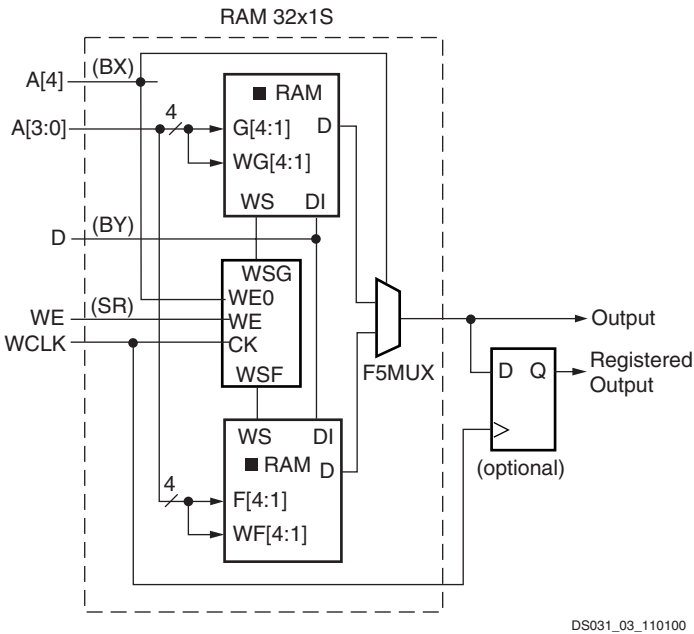 RAM 32x1S
A[4]
(BX)
A[3:0]
4
RAM
G[4:1]
D
WG[4:1]
WS
DI
D
(BY)
WSG
WE0
WE
(SR)
WE
WCLK
CK
WSF
F5MUX
Output
D
Q
Registered
Output
(optional)
WS
DI
RAM
D
4
F[4:1]
WF[4:1]
DS031_03_110100